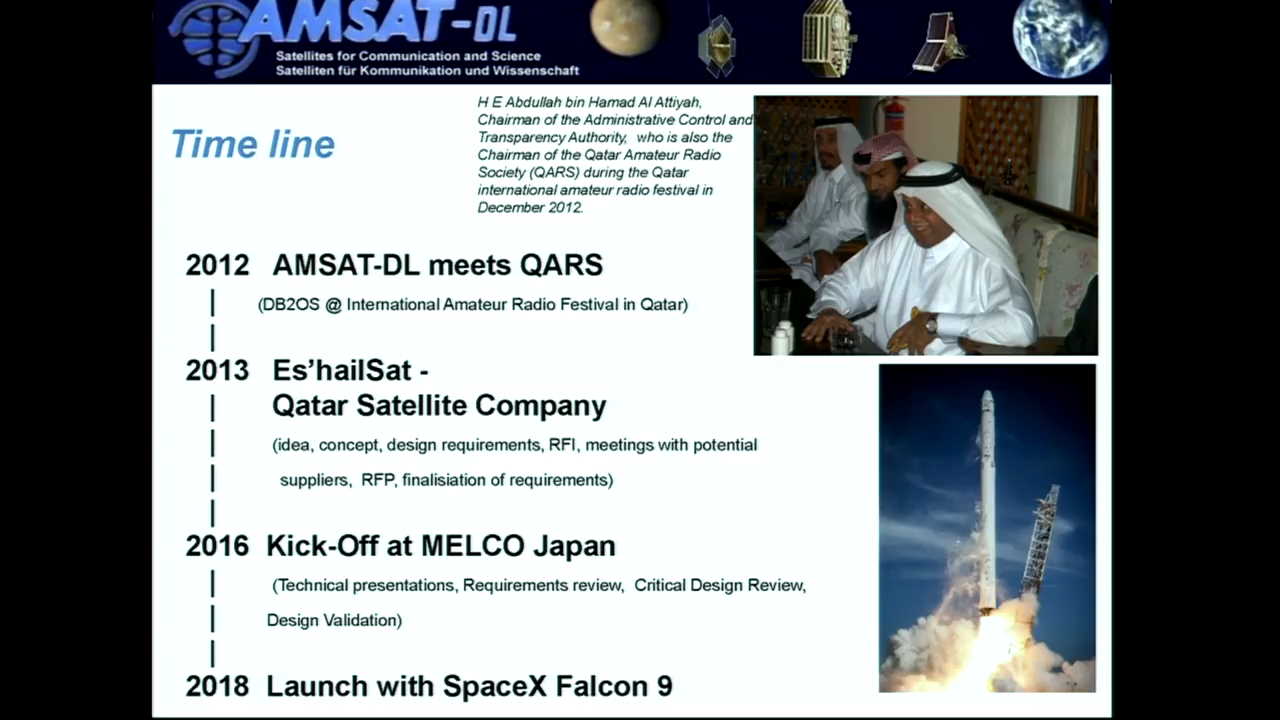 AMSAT-DL
Satellites for Communication and Science
Satelliten für Kommunikation und Wissenschaft
Time line
H E Abdullah bin Hamad Al Attiyah,
Chairman of the Administrative Control and
Transparency Authority, who is also the
Chairman of the Qatar Amateur Radio
Society (QARS) during the Qatar
international amateur radio festival in
December 2012.
2012 AMSAT-DL meets QARS
(DB2OS @ International Amateur Radio Festival in Qatar)
2013 Es’hailSat -
Qatar Satellite Company
(idea, concept, design requirements, RFI, meetings with potential
suppliers, RFP, finalisiation of requirements)
2016 Kick-Off at MELCO Japan
(Technical presentations, Requirements review, Critical Design Review,
Design Validation)
2018 Launch with SpaceX Falcon 9